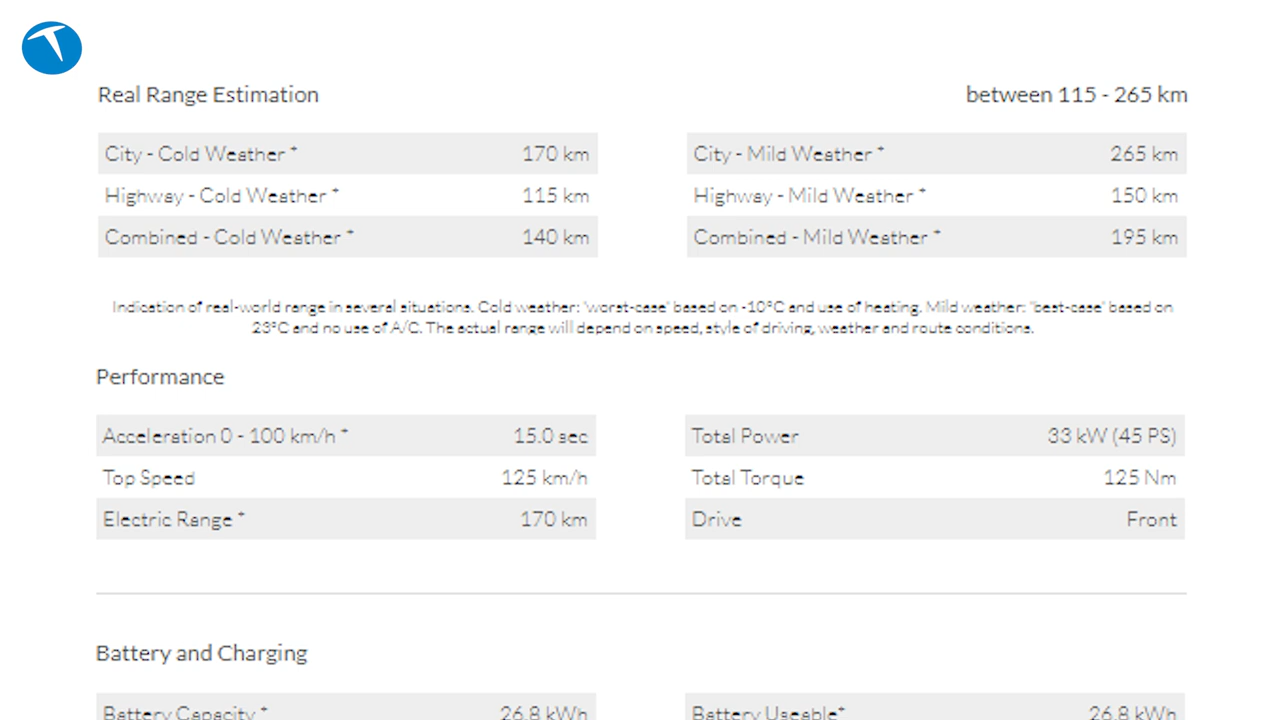 Real Range Estimation between 115 - 265 km
City - Cold Weather * 170 km City - Mild Weather * 265 km
Highway - Cold Weather * 115 km Highway - Mild Weather * 150 km
Combined - Cold Weather * 140 km Combined - Mild Weather * 195 km
Indication of real-world range in several situations. Cold weather: 'worst-case' based on -10°C and use of heating. Mild weather: 'best-case' based on
23°C and no use of A/C. The actual range will depend on speed, style of driving, weather and route conditions.
Performance
Acceleration 0 - 100 km/h * 15.0 sec Total Power 33 kW (45 PS)
Top Speed 125 km/h Total Torque 125 Nm
Electric Range * 170 km Drive Front
Battery and Charging
Battery Capacity * 26.8 kWh Battery Useable* 26.8 kWh